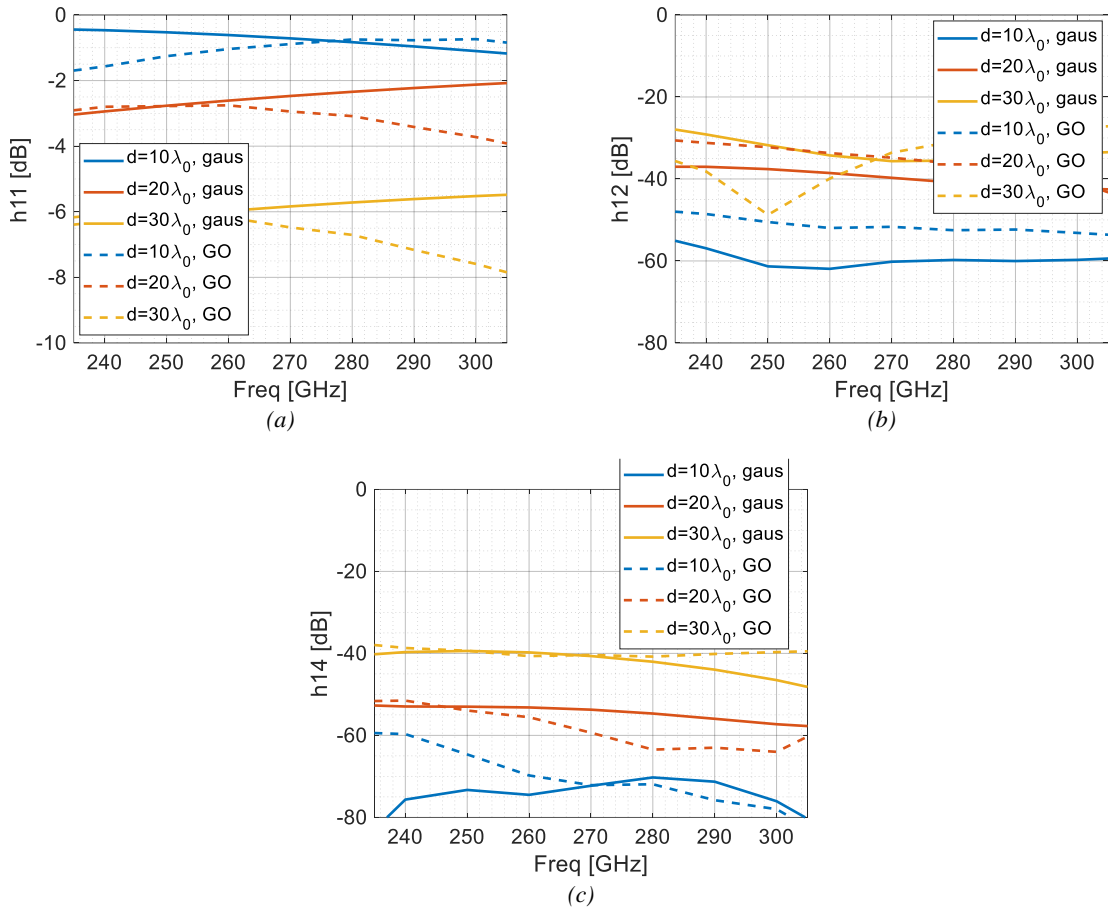 0
-2
-4
-6
-8
-10
h11 [dB]
d=10λ0, gaus
d=20λ0, gaus
d=30λ0, gaus
d=10λ0, GO
d=20λ0, GO
d=30λ0, GO
240 250 260 270 280 290 300
Freq [GHz]
(a)
0
-20
-40
-60
-80
h12 [dB]
d=10λ0, gaus
d=20λ0, gaus
d=30λ0, gaus
d=10λ0, GO
d=20λ0, GO
d=30λ0, GO
240 250 260 270 280 290 300
Freq [GHz]
(b)
0
-20
-40
-60
-80
h14 [dB]
d=10λ0, gaus
d=20λ0, gaus
d=30λ0, gaus
d=10λ0, GO
d=20λ0, GO
d=30λ0, GO
240 250 260 270 280 290 300
Freq [GHz]
(c)